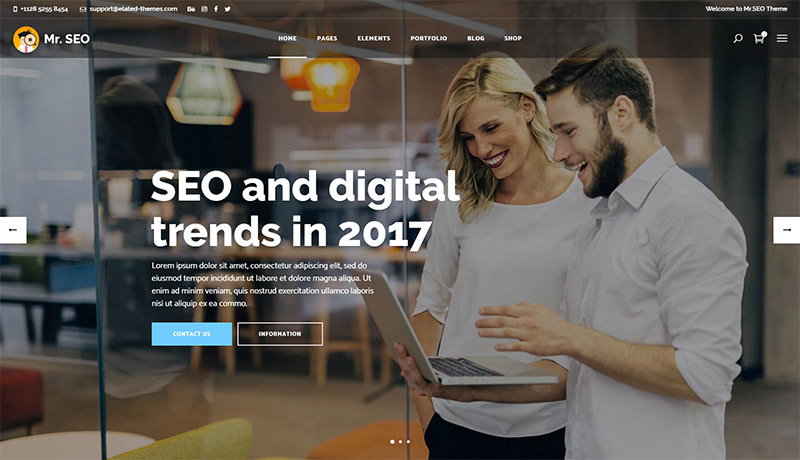 +1128 5255 8454 support@elated-themes.com Bē Welcome to Mr.SEO Theme
Mr. SEO HOME PAGES ELEMENTS PORTFOLIO BLOG SHOP
SEO and digital
trends in 2017
Lorem ipsum dolor sit amet, consectetur adipiscing elit, sed do
eiusmod tempor incididunt ut labore et dolore magna aliqua. Ut
enim ad minim veniam, quis nostrud exercitation ullamco laboris
nisi ut aliquip ex ea commo.
CONTACT US INFORMATION